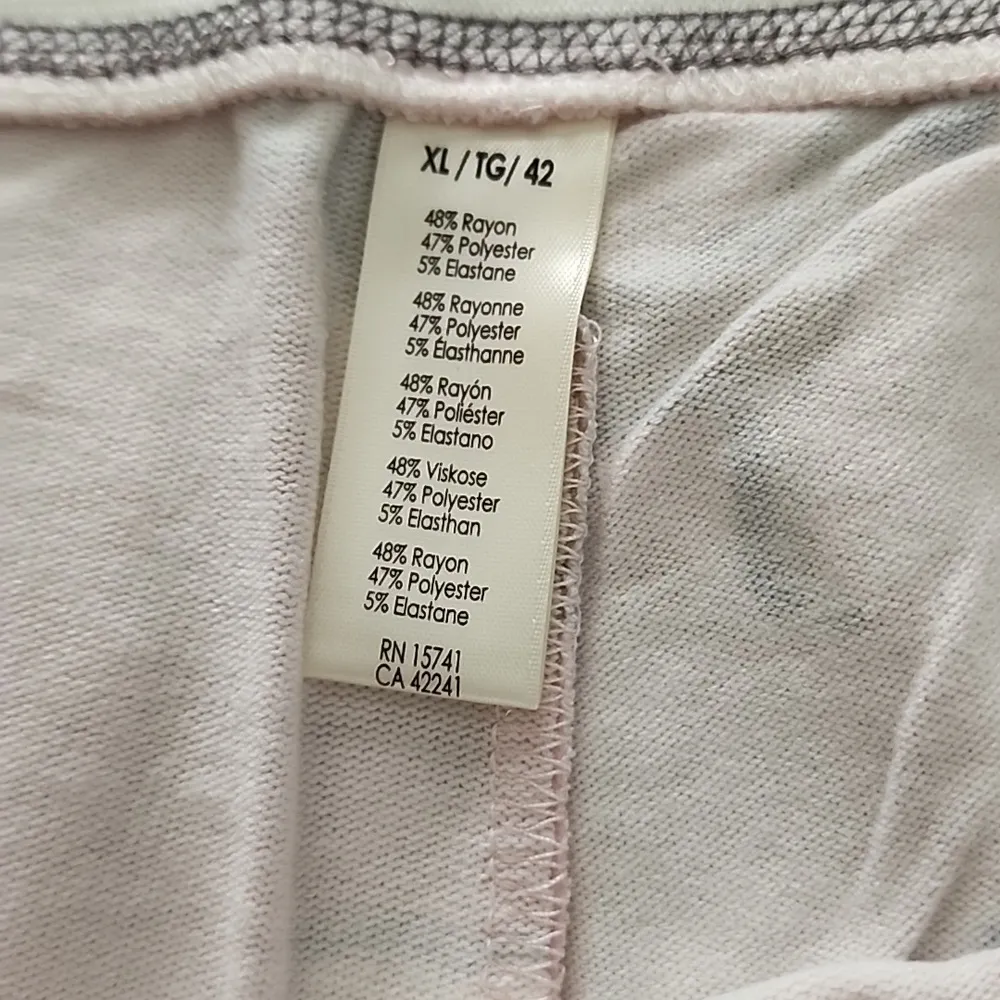 XL / TG / 42
48% Rayon
47% Polyester
5% Elastane
48% Rayonne
47% Polyester
5% Élasthanne
48% Rayón
47% Poliéster
5% Elastano
48% Viskose
47% Polyester
5% Elasthan
48% Rayon
47% Polyester
5% Elastane
RN 15741
CA 42241